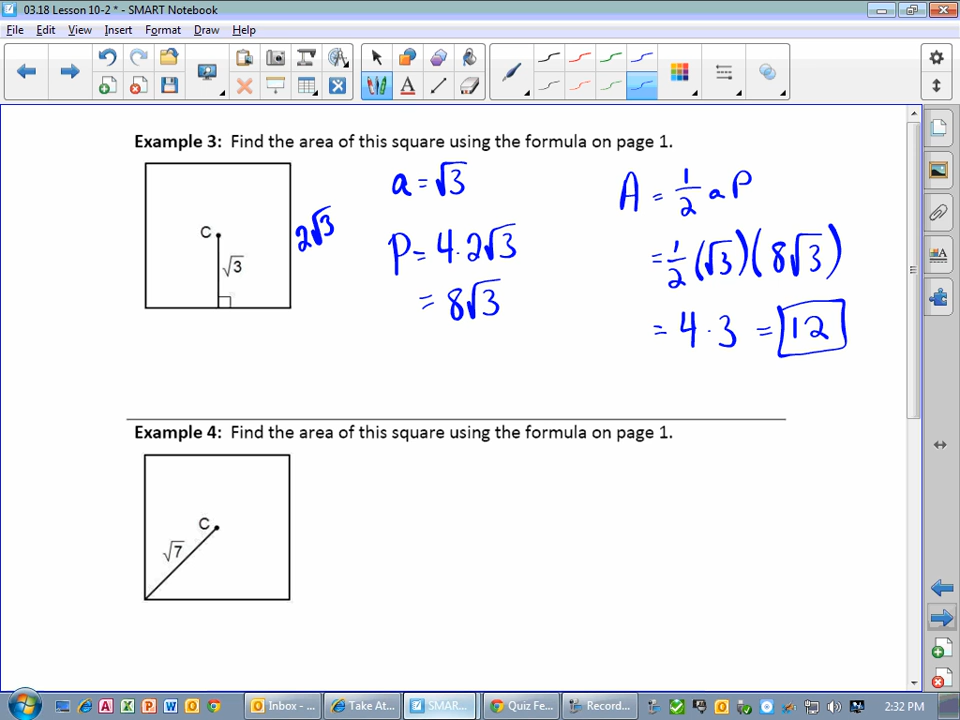 03.18 Lesson 10-2 * - SMART Notebook
File Edit View Insert Format Draw Help
Example 3: Find the area of this square using the formula on page 1.
C
√3
2√3
a = √3
P = 4·2√3
= 8√3
A = 1/2 a P
= 1/2 (√3)(8√3)
= 4·3 = 12
Example 4: Find the area of this square using the formula on page 1.
C
√7
Inbox - ... Take At... SMAR... Quiz Fe... Record... 2:32 PM